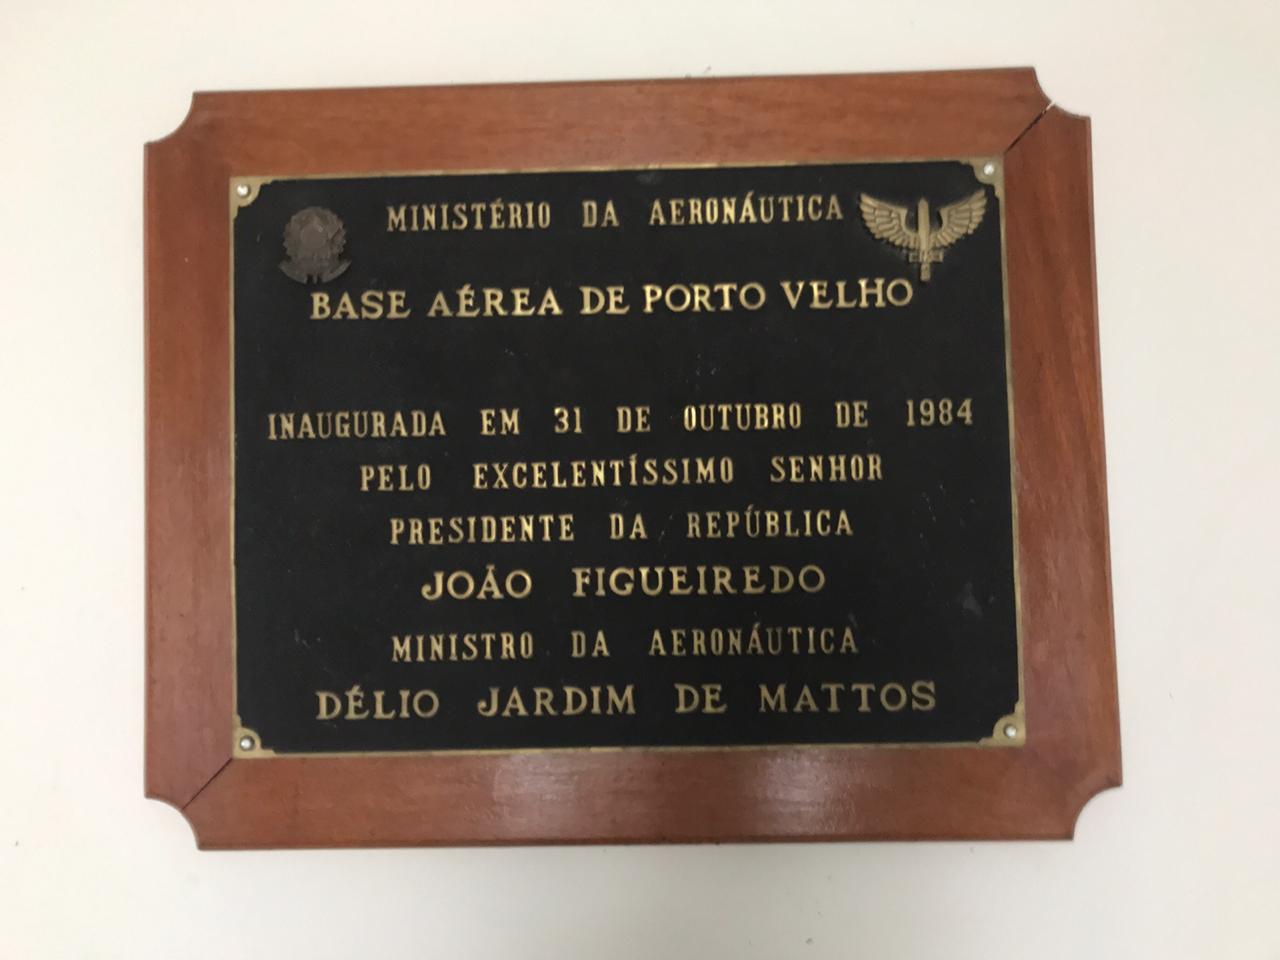 MINISTÉRIO DA AERONÁUTICA
BASE AÉREA DE PORTO VELHO
INAUGURADA EM 31 DE OUTUBRO DE 1984
PELO EXCELENTÍSSIMO SENHOR
PRESIDENTE DA REPÚBLICA
JOÃO FIGUEIREDO
MINISTRO DA AERONÁUTICA
DÉLIO JARDIM DE MATTOS